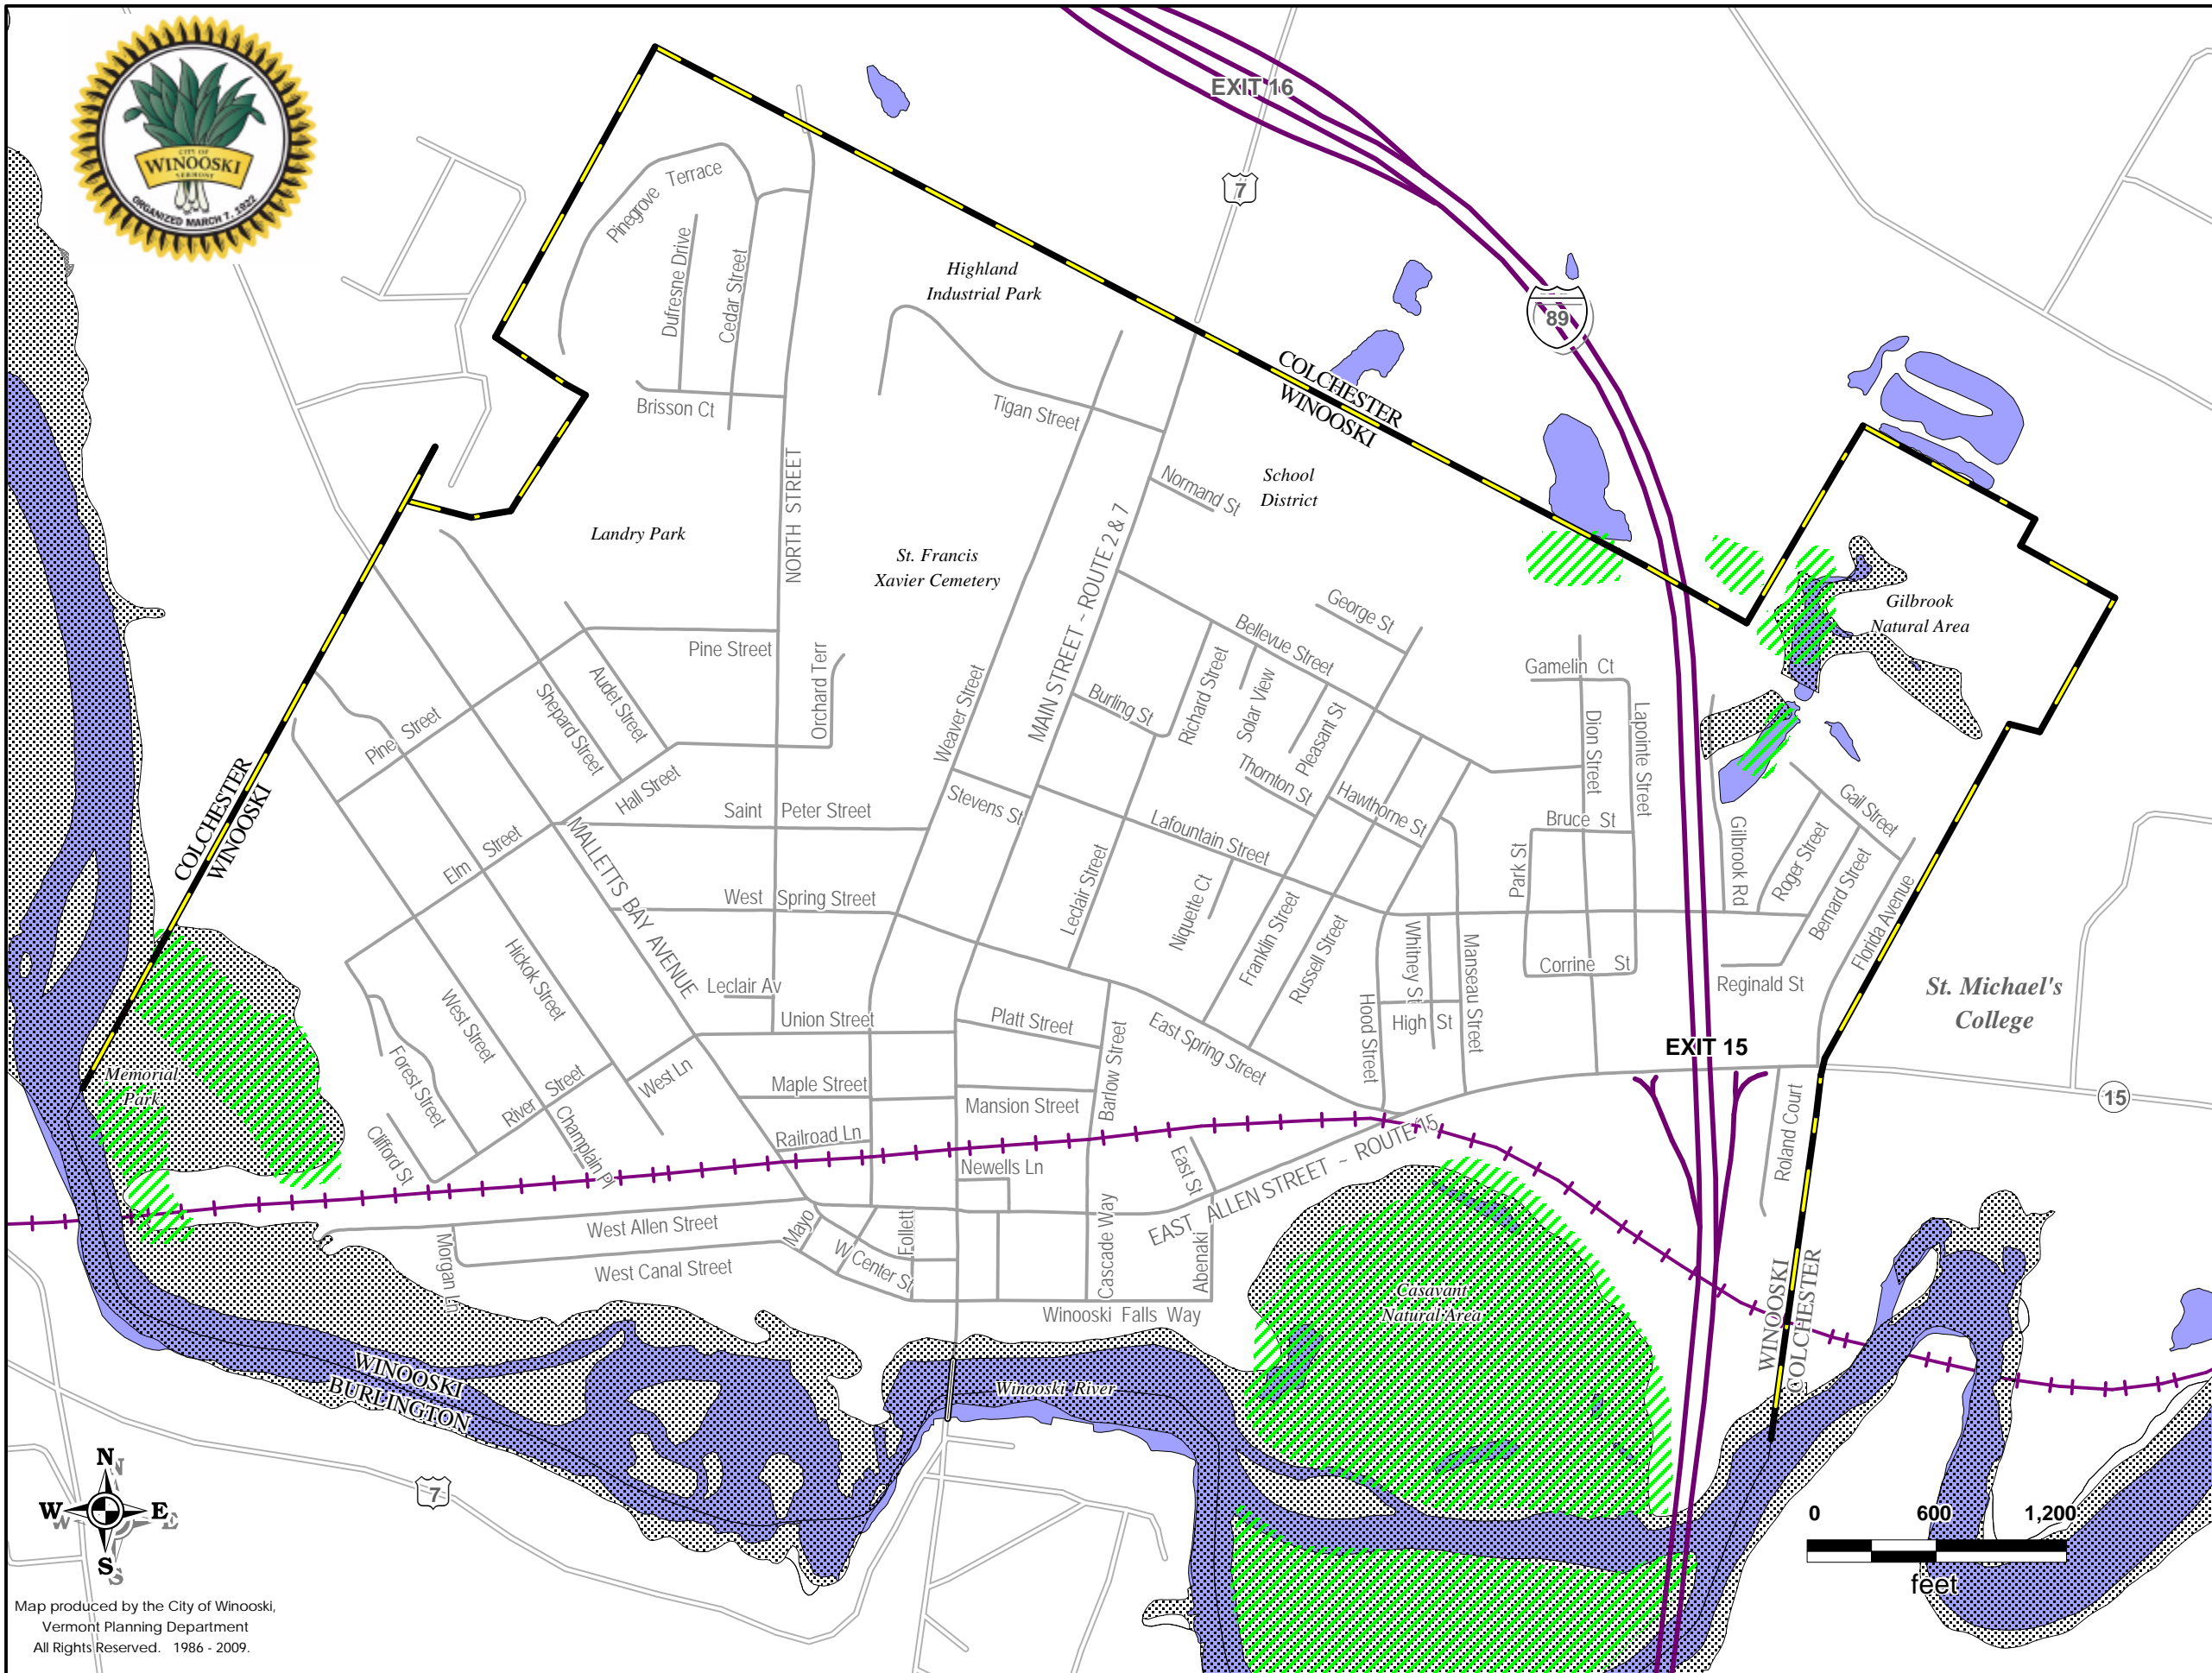 CITY OF
WINOOSKI
VERMONT
ORGANIZED MARCH 7, 1922
EXIT 16
7
89
Pinegrove Terrace
Dufresne Drive
Cedar Street
Brisson Ct
Highland
Industrial Park
Tigan Street
COLCHESTER
WINOOSKI
School
District
Normand St
NORTH STREET
Landry Park
St. Francis
Xavier Cemetery
MAIN STREET ~ ROUTE 2 & 7
George St
Bellevue Street
Gilbrook
Natural Area
Pine Street
Orchard Terr
Audet Street
Shepard Street
Pine Street
Weaver Street
Burling St
Richard Street
Solar View
Pleasant St
Gamelin Ct
Dion Street
Lapointe Street
Hall Street
Thornton St
Hawthorne St
Gail Street
COLCHESTER
WINOOSKI
Saint Peter Street
Stevens St
Lafountain Street
Bruce St
Park St
Gilbrook Rd
Roger Street
Bernard Street
Florida Avenue
Elm Street
MALLETTS BAY AVENUE
West Spring Street
Leclair Street
Niquette Ct
Franklin Street
Russell Street
Whitney St
Manseau Street
Corrine St
Reginald St
St. Michael's
College
Hickok Street
West Street
Leclair Av
Union Street
Platt Street
East Spring Street
Hood Street
High St
EXIT 15
15
Memorial
Park
Forest Street
River Street
West Ln
Maple Street
Mansion Street
Barlow Street
Clifford St
Champlain Pl
Railroad Ln
Newells Ln
East St
EAST ALLEN STREET ~ ROUTE 15
Roland Court
West Allen Street
Mayo
Follett
W Center St
Cascade Way
Abenaki
Morgan Ln
West Canal Street
Winooski Falls Way
Casavant
Natural Area
WINOOSKI
COLCHESTER
WINOOSKI
BURLINGTON
Winooski River
7
N
W E
S
0 600 1,200
feet
Map produced by the City of Winooski,
Vermont Planning Department
All Rights Reserved. 1986 - 2009.